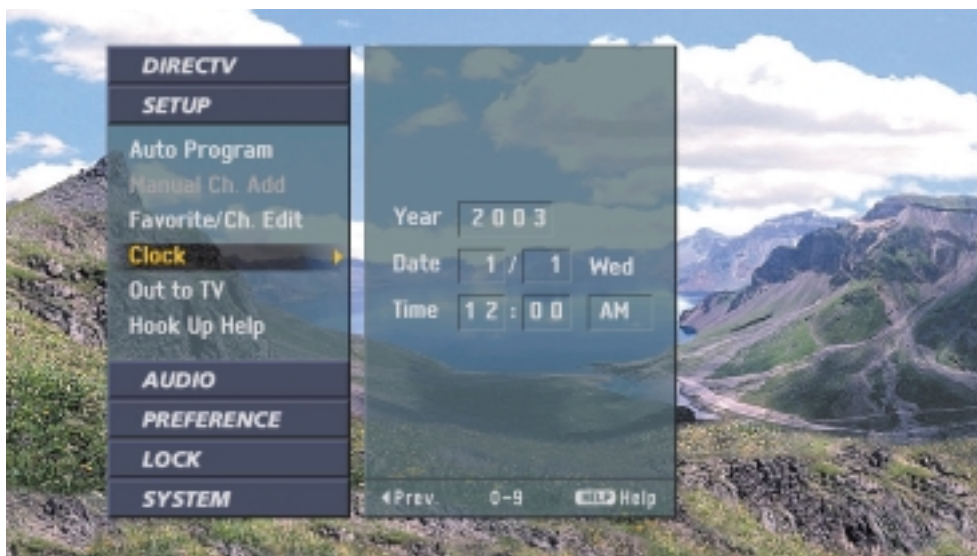 DIRECTV
SETUP
Auto Program
Manual Ch. Add
Favorite/Ch. Edit
Clock
Out to TV
Hook Up Help
AUDIO
PREFERENCE
LOCK
SYSTEM
Year 2003
Date 1 / 1 Wed
Time 12:00 AM
Prev. 0-9 HELP Help